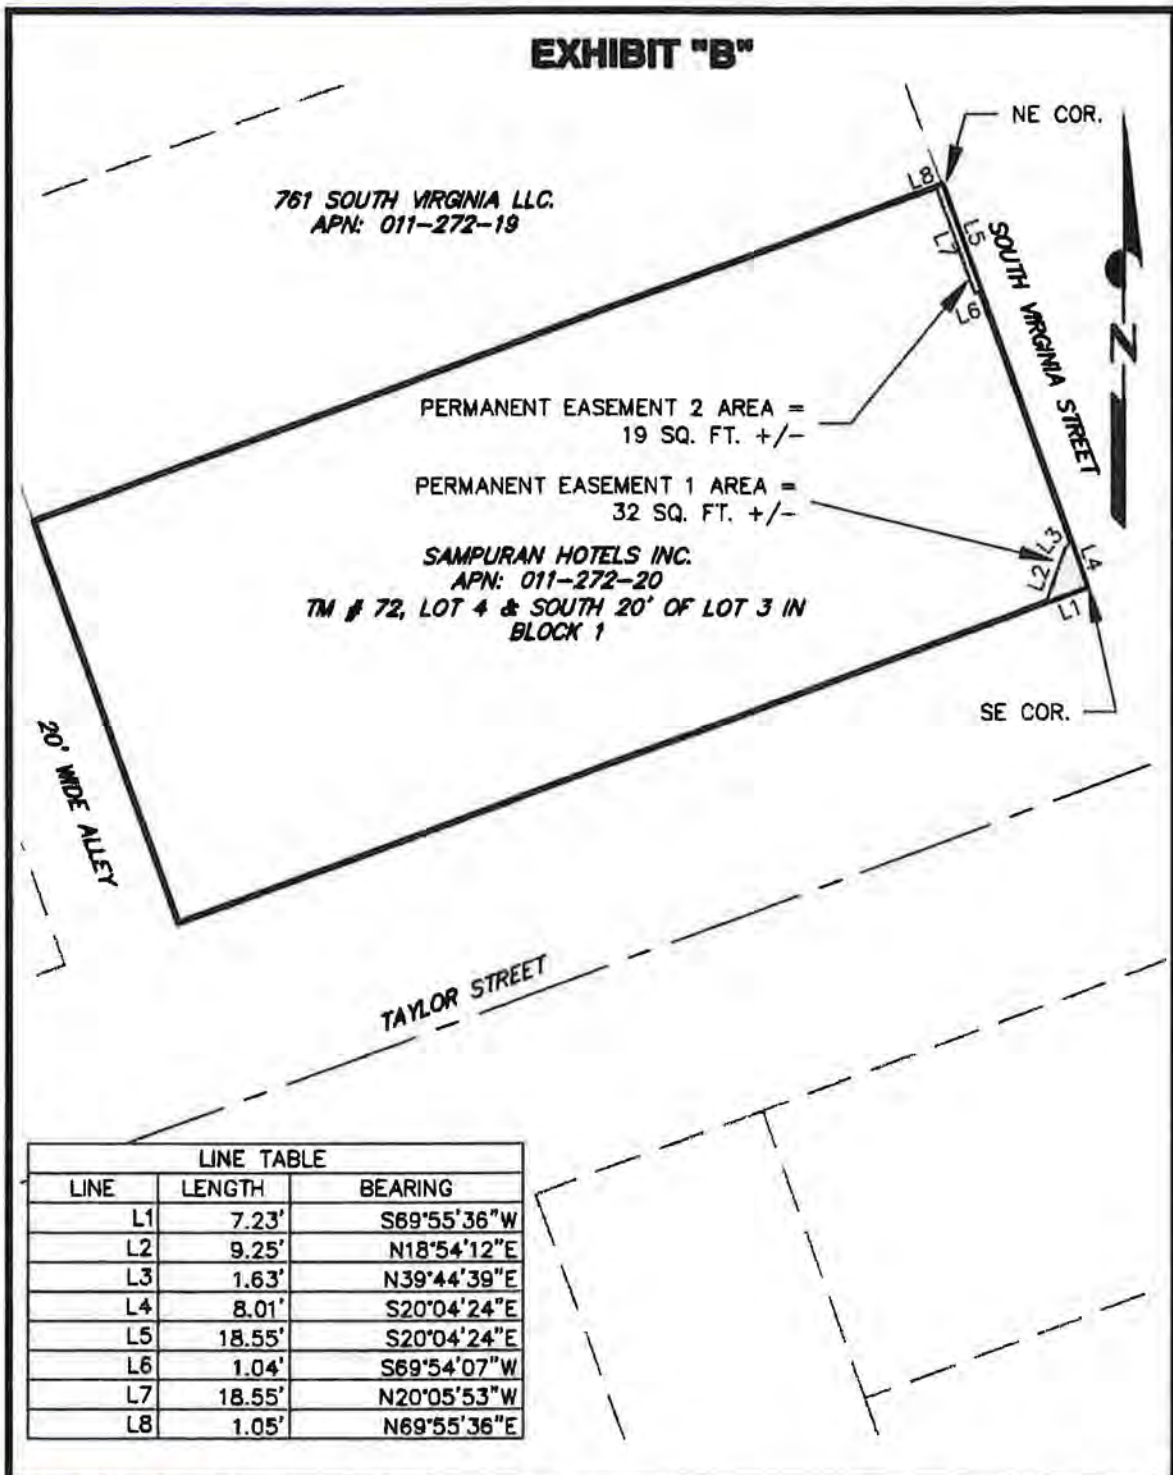 EXHIBIT "B"
NE COR.
761 SOUTH VIRGINIA LLC.
APN: 011-272-19
L8
L5
L7
L6
SOUTH VIRGINIA STREET
N
PERMANENT EASEMENT 2 AREA =
19 SQ. FT. +/-
PERMANENT EASEMENT 1 AREA =
32 SQ. FT. +/-
L3
L4
L2
L1
SAMPURAN HOTELS INC.
APN: 011-272-20
TM # 72, LOT 4 & SOUTH 20' OF LOT 3 IN
BLOCK 1
SE COR.
20' WIDE ALLEY
TAYLOR STREET
LINE TABLE
LINE LENGTH BEARING
L1 7.23' S69°55'36"W
L2 9.25' N18°54'12"E
L3 1.63' N39°44'39"E
L4 8.01' S20°04'24"E
L5 18.55' S20°04'24"E
L6 1.04' S69°54'07"W
L7 18.55' N20°05'53"W
L8 1.05' N69°55'36"E